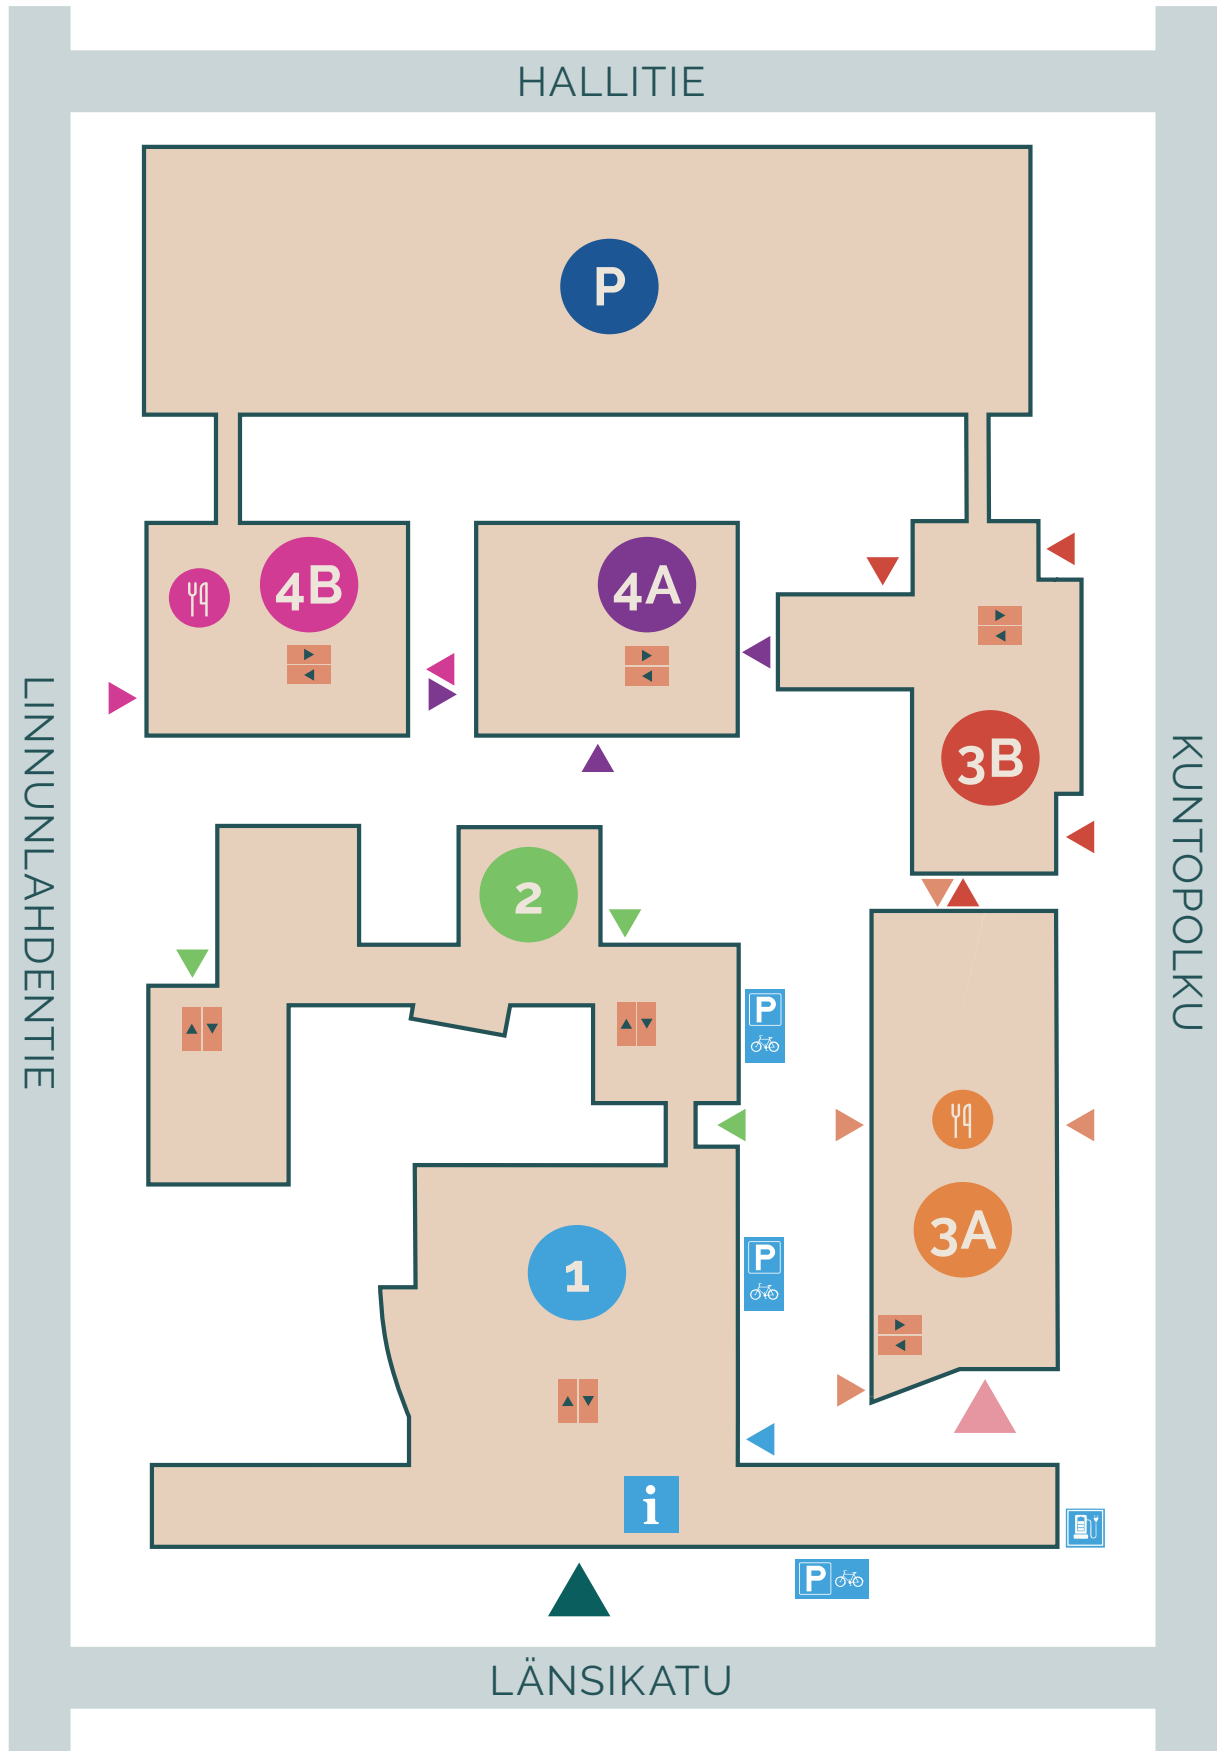 HALLITIE
P
4B
4A
3B
LINNUNLAHDENTIE
KUNTOPOLKU
2
P
3A
P
1
i
P
LÄNSIKATU